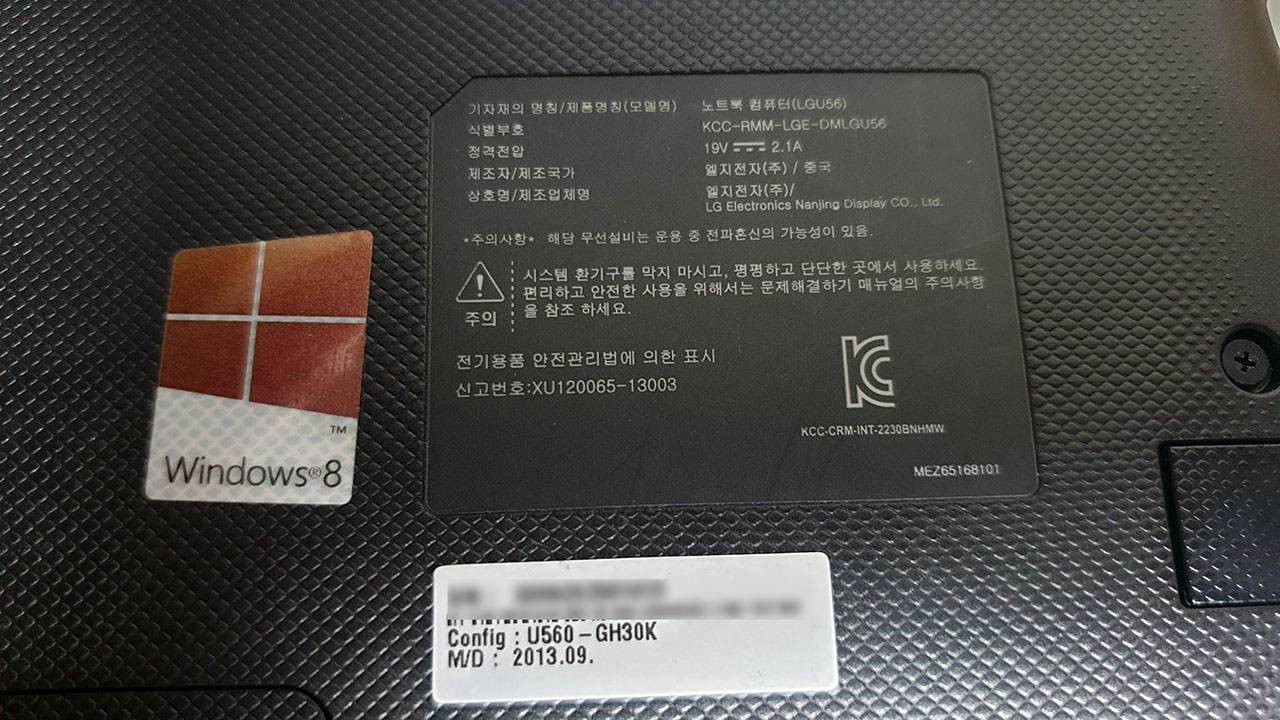 기자재의 명칭/제품명칭(모델명) 노트북 컴퓨터(LGU56)
식별부호 KCC-RMM-LGE-DMLGU56
정격전압 19V 2.1A
제조자/제조국가 엘지전자(주) / 중국
상호명/제조업체명 엘지전자(주)/
LG Electronics Nanjing Display CO., Ltd.
*주의사항* 해당 무선설비는 운용 중 전파혼신의 가능성이 있음.
시스템 환기구를 막지 마시고, 평평하고 단단한 곳에서 사용하세요.
편리하고 안전한 사용을 위해서는 문제해결하기 매뉴얼의 주의사항
을 참조 하세요.
주의
전기용품 안전관리법에 의한 표시
신고번호:XU120065-13003
KC
KCC-CRM-INT-2230BNHMW
MEZ65168101
TM
Windows®8
Config : U560-GH30K
M/D : 2013.09.